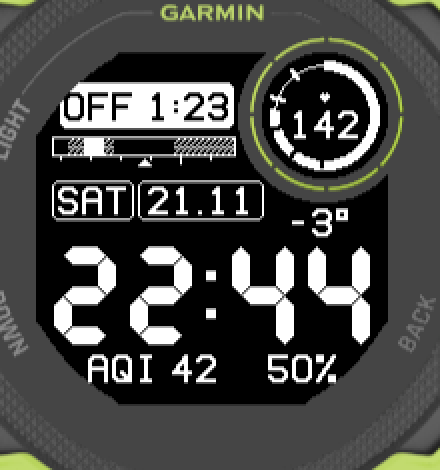 GARMIN
LIGHT
OFF 1:23
142
SAT 21.11
-3°
22:44
DOWN
BACK
AQI 42 50%